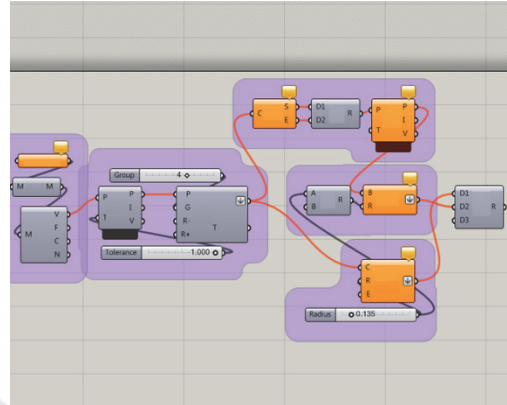 C S E
D1 D2 R
P T P I V
M M
M V F C N
P T P I V
Group 4
P G R- R+ T
Tolerance 1.000
A B R
B R
D1 D2 D3 R
C R E
Radius 0.135